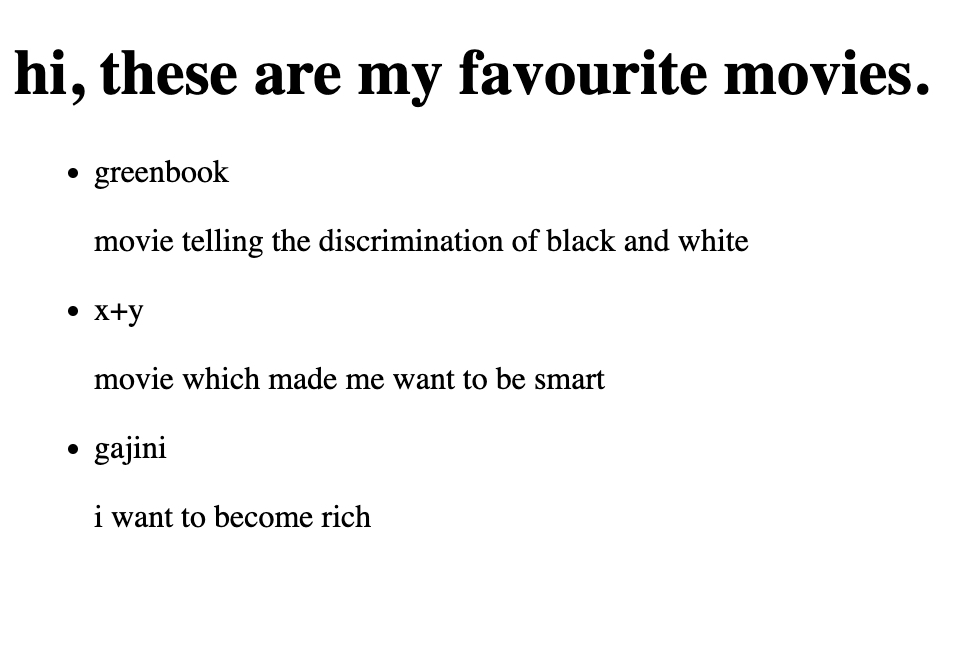 hi, these are my favourite movies.
greenbook
movie telling the discrimination of black and white
x+y
movie which made me want to be smart
gajini
i want to become rich